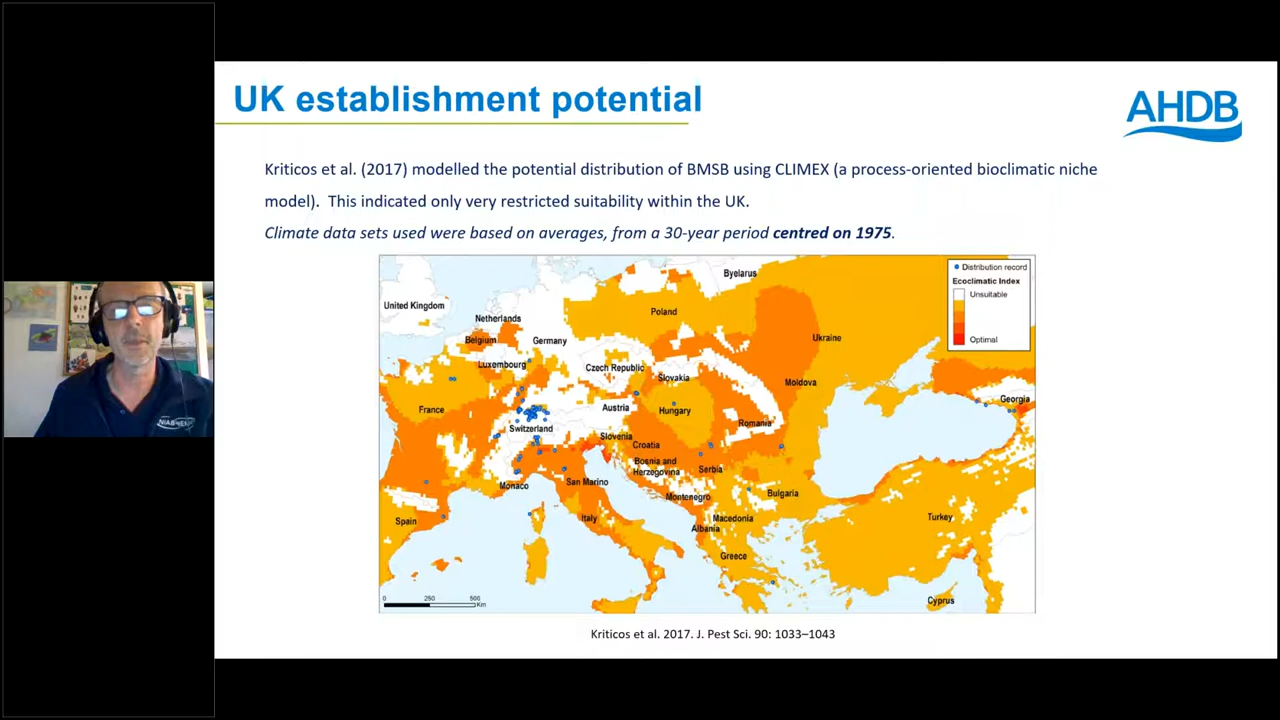 UK establishment potential
AHDB
Kriticos et al. (2017) modelled the potential distribution of BMSB using CLIMEX (a process-oriented bioclimatic niche
model).  This indicated only very restricted suitability within the UK.
Climate data sets used were based on averages, from a 30-year period centred on 1975.
Distribution record
Ecoclimatic Index
Unsuitable
Optimal
Byelarus
United Kingdom
Netherlands
Poland
Belgium
Germany
Ukraine
Luxembourg
Czech Republic
Slovakia
Moldova
Georgia
France
Austria
Hungary
Switzerland
Romania
Slovenia
Croatia
Bosnia and
Herzegovina
Serbia
Monaco
San Marino
Montenegro
Bulgaria
Spain
Italy
Macedonia
Albania
Turkey
Greece
Cyprus
0 250 500
Km
Kriticos et al. 2017. J. Pest Sci. 90: 1033–1043